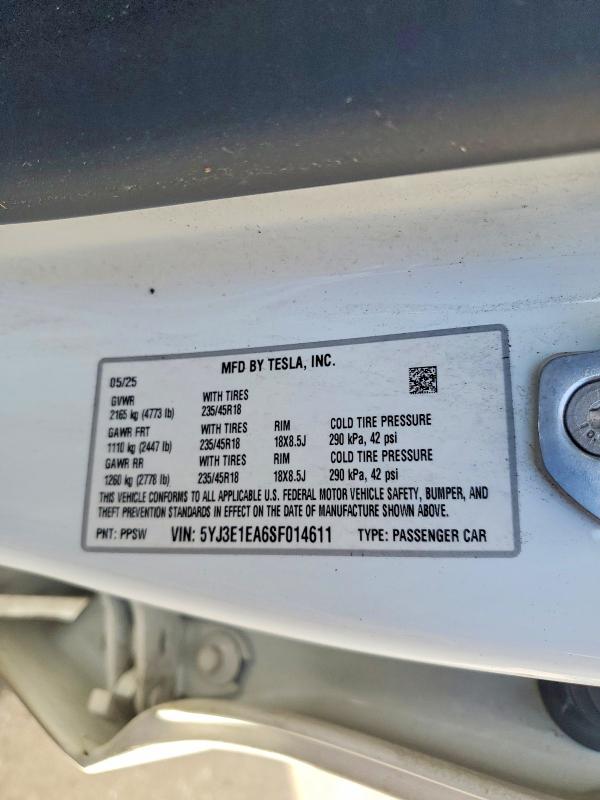 MFD BY TESLA, INC.
05/25
GVWR WITH TIRES
2165 kg (4773 lb) 235/45R18
GAWR FRT WITH TIRES RIM COLD TIRE PRESSURE
1110 kg (2447 lb) 235/45R18 18X8.5J 290 kPa, 42 psi
GAWR RR WITH TIRES RIM COLD TIRE PRESSURE
1260 kg (2778 lb) 235/45R18 18X8.5J 290 kPa, 42 psi
THIS VEHICLE CONFORMS TO ALL APPLICABLE U.S. FEDERAL MOTOR VEHICLE SAFETY, BUMPER, AND
THEFT PREVENTION STANDARDS IN EFFECT ON THE DATE OF MANUFACTURE SHOWN ABOVE.
PNT: PPSW VIN: 5YJ3E1EA6SF014611 TYPE: PASSENGER CAR